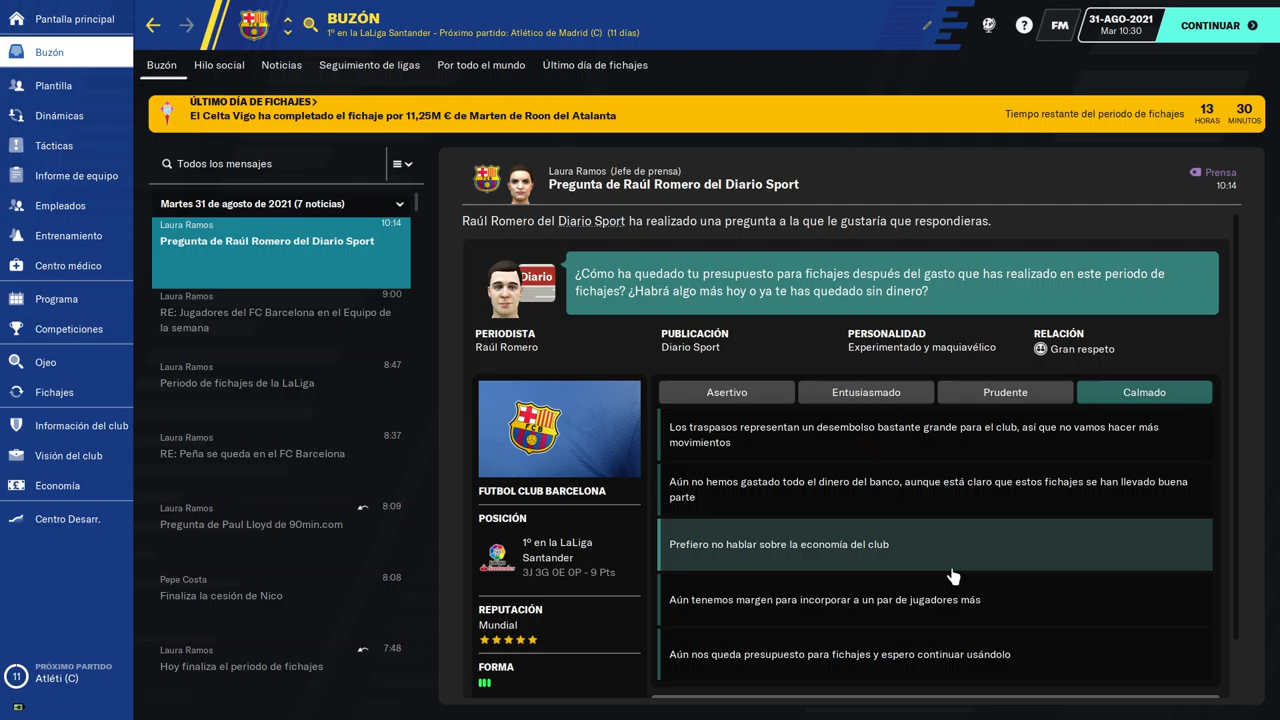 Pantalla principal
Buzón
Plantilla
Dinámicas
Tácticas
Informe de equipo
Empleados
Entrenamiento
Centro médico
Programa
Competiciones
Ojeo
Fichajes
Información del club
Visión del club
Economía
Centro Desarr.
11
PRÓXIMO PARTIDO
Atléti (C)
BUZÓN
1º en la LaLiga Santander - Próximo partido: Atlético de Madrid (C) (11 días)
FM
31-AGO-2021
Mar 10:30
CONTINUAR
Buzón Hilo social Noticias Seguimiento de ligas Por todo el mundo Último día de fichajes
ÚLTIMO DÍA DE FICHAJES>
El Celta Vigo ha completado el fichaje por 11,25M € de Marten de Roon del Atalanta
Tiempo restante del periodo de fichajes
13
HORAS
30
MINUTOS
Todos los mensajes
Martes 31 de agosto de 2021 (7 noticias)
Laura Ramos 10:14
Pregunta de Raúl Romero del Diario Sport
Laura Ramos 9:00
RE: Jugadores del FC Barcelona en el Equipo de
la semana
Laura Ramos 8:47
Periodo de fichajes de la LaLiga
Laura Ramos 8:37
RE: Peña se queda en el FC Barcelona
Laura Ramos 8:09
Pregunta de Paul Lloyd de 90min.com
Pepe Costa 8:08
Finaliza la cesión de Nico
Laura Ramos 7:48
Hoy finaliza el periodo de fichajes
Laura Ramos (Jefe de prensa)
Pregunta de Raúl Romero del Diario Sport
Prensa
10:14
Raúl Romero del Diario Sport ha realizado una pregunta a la que le gustaría que respondieras.
Diario
¿Cómo ha quedado tu presupuesto para fichajes después del gasto que has realizado en este periodo de
fichajes? ¿Habrá algo más hoy o ya te has quedado sin dinero?
PERIODISTA
Raúl Romero
PUBLICACIÓN
Diario Sport
PERSONALIDAD
Experimentado y maquiavélico
RELACIÓN
Gran respeto
FCB
FUTBOL CLUB BARCELONA
POSICIÓN
1º en la LaLiga
Santander
3J 3G 0E 0P - 9 Pts
REPUTACIÓN
Mundial
FORMA
Asertivo Entusiasmado Prudente Calmado
Los traspasos representan un desembolso bastante grande para el club, así que no vamos hacer más
movimientos
Aún no hemos gastado todo el dinero del banco, aunque está claro que estos fichajes se han llevado buena
parte
Prefiero no hablar sobre la economía del club
Aún tenemos margen para incorporar a un par de jugadores más
Aún nos queda presupuesto para fichajes y espero continuar usándolo